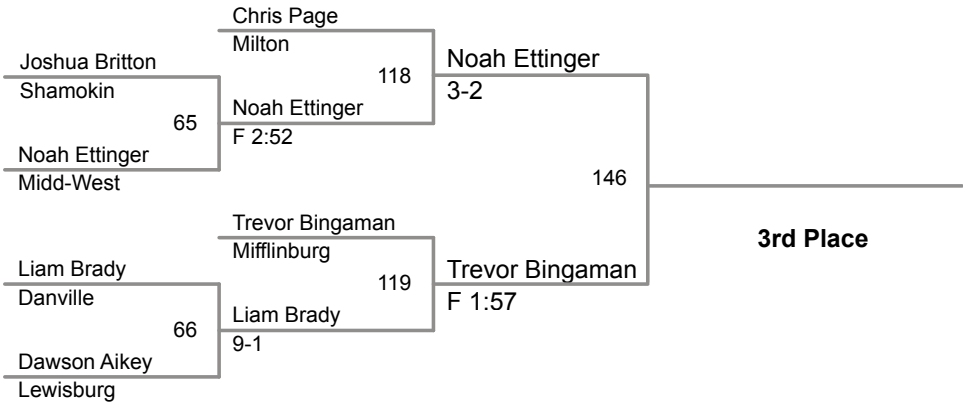 Chris Page
Milton
Joshua Britton
Shamokin
118
Noah Ettinger
3-2
65
Noah Ettinger
F 2:52
Noah Ettinger
Midd-West
146
Trevor Bingaman
Mifflinburg
3rd Place
Liam Brady
Danville
119
Trevor Bingaman
F 1:57
66
Liam Brady
9-1
Dawson Aikey
Lewisburg